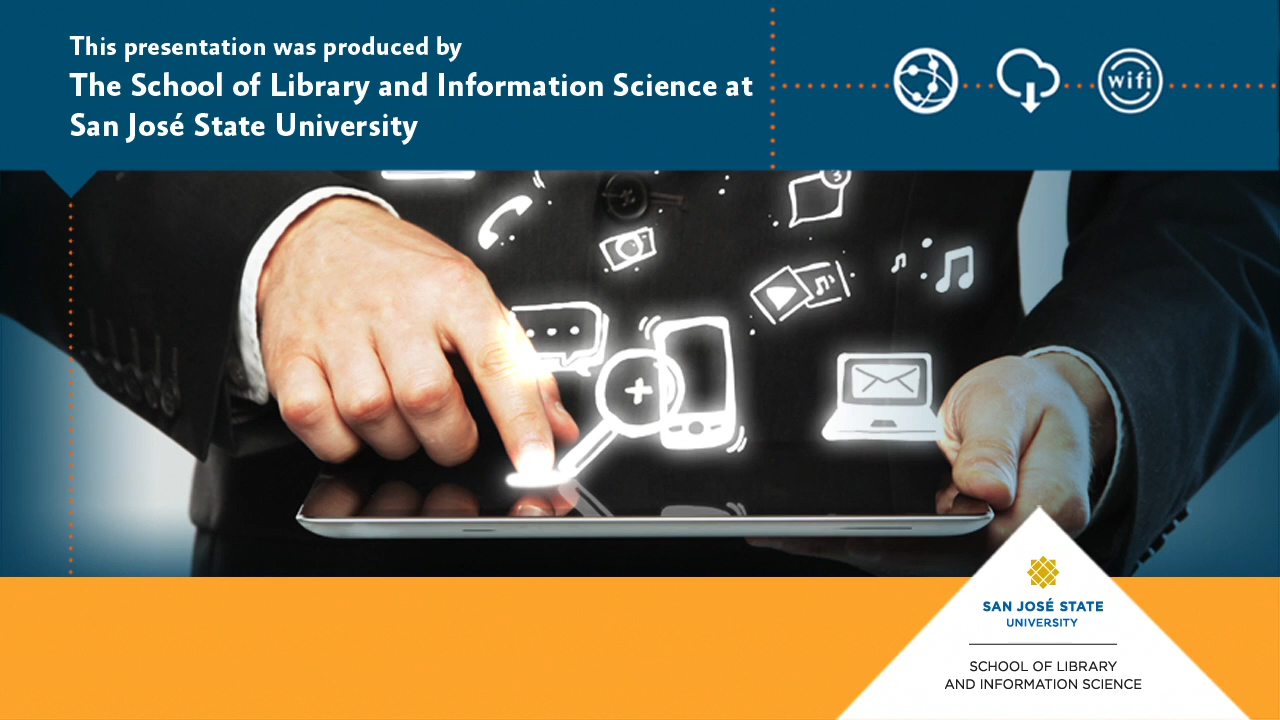 This presentation was produced by
The School of Library and Information Science at
San José State University
wifi
3
SAN JOSÉ STATE
UNIVERSITY
SCHOOL OF LIBRARY
AND INFORMATION SCIENCE